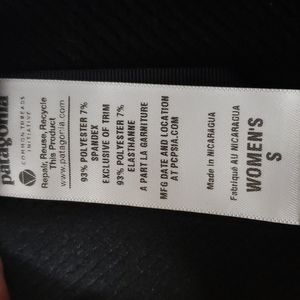 patagonia
COMMON THREADS
INITIATIVE
Repair, Reuse, Recycle
This Product
www.patagonia.com
93% POLYESTER 7%
SPANDEX
EXCLUSIVE OF TRIM
93% POLYESTER 7%
ELASTHANNE
A PART LA GARNITURE
MFG DATE AND LOCATION
AT PCPSIA.COM
Made in NICARAGUA
Fabriqué AU NICARAGUA
WOMEN'S
S